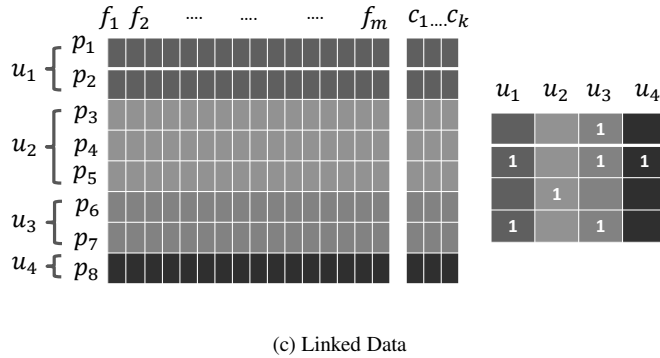 f₁ f₂ .... .... .... fₘ c₁....cₖ
u₁ p₁
p₂
u₂ p₃
p₄
p₅
u₃ p₆
p₇
u₄ p₈
u₁ u₂ u₃ u₄
1
1 1 1
1
1 1
(c) Linked Data